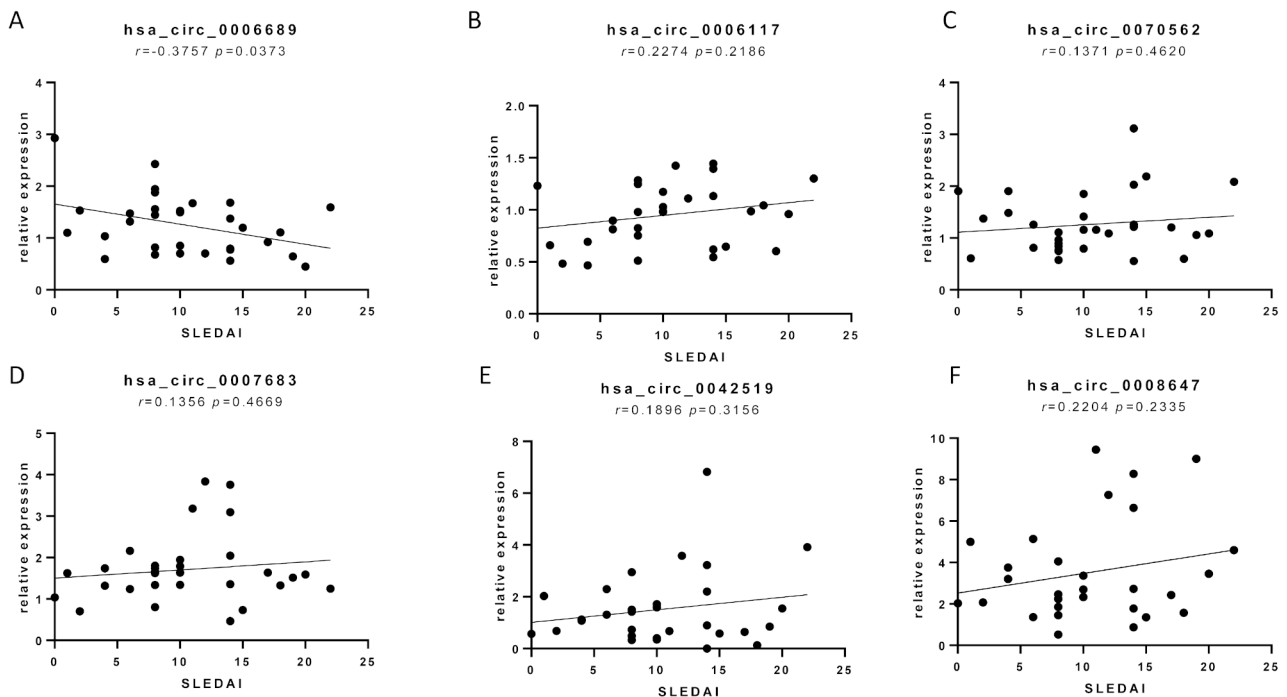 A
hsa_circ_0006689
r=-0.3757 p=0.0373
4
3
2
1
0
relative expression
0 5 10 15 20 25
SLEDAI
B
hsa_circ_0006117
r=0.2274 p=0.2186
2.0
1.5
1.0
0.5
0.0
relative expression
0 5 10 15 20 25
SLEDAI
C
hsa_circ_0070562
r=0.1371 p=0.4620
4
3
2
1
0
relative expression
0 5 10 15 20 25
SLEDAI
D
hsa_circ_0007683
r=0.1356 p=0.4669
5
4
3
2
1
0
relative expression
0 5 10 15 20 25
SLEDAI
E
hsa_circ_0042519
r=0.1896 p=0.3156
8
6
4
2
0
relative expression
0 5 10 15 20 25
SLEDAI
F
hsa_circ_0008647
r=0.2204 p=0.2335
10
8
6
4
2
0
relative expression
0 5 10 15 20 25
SLEDAI